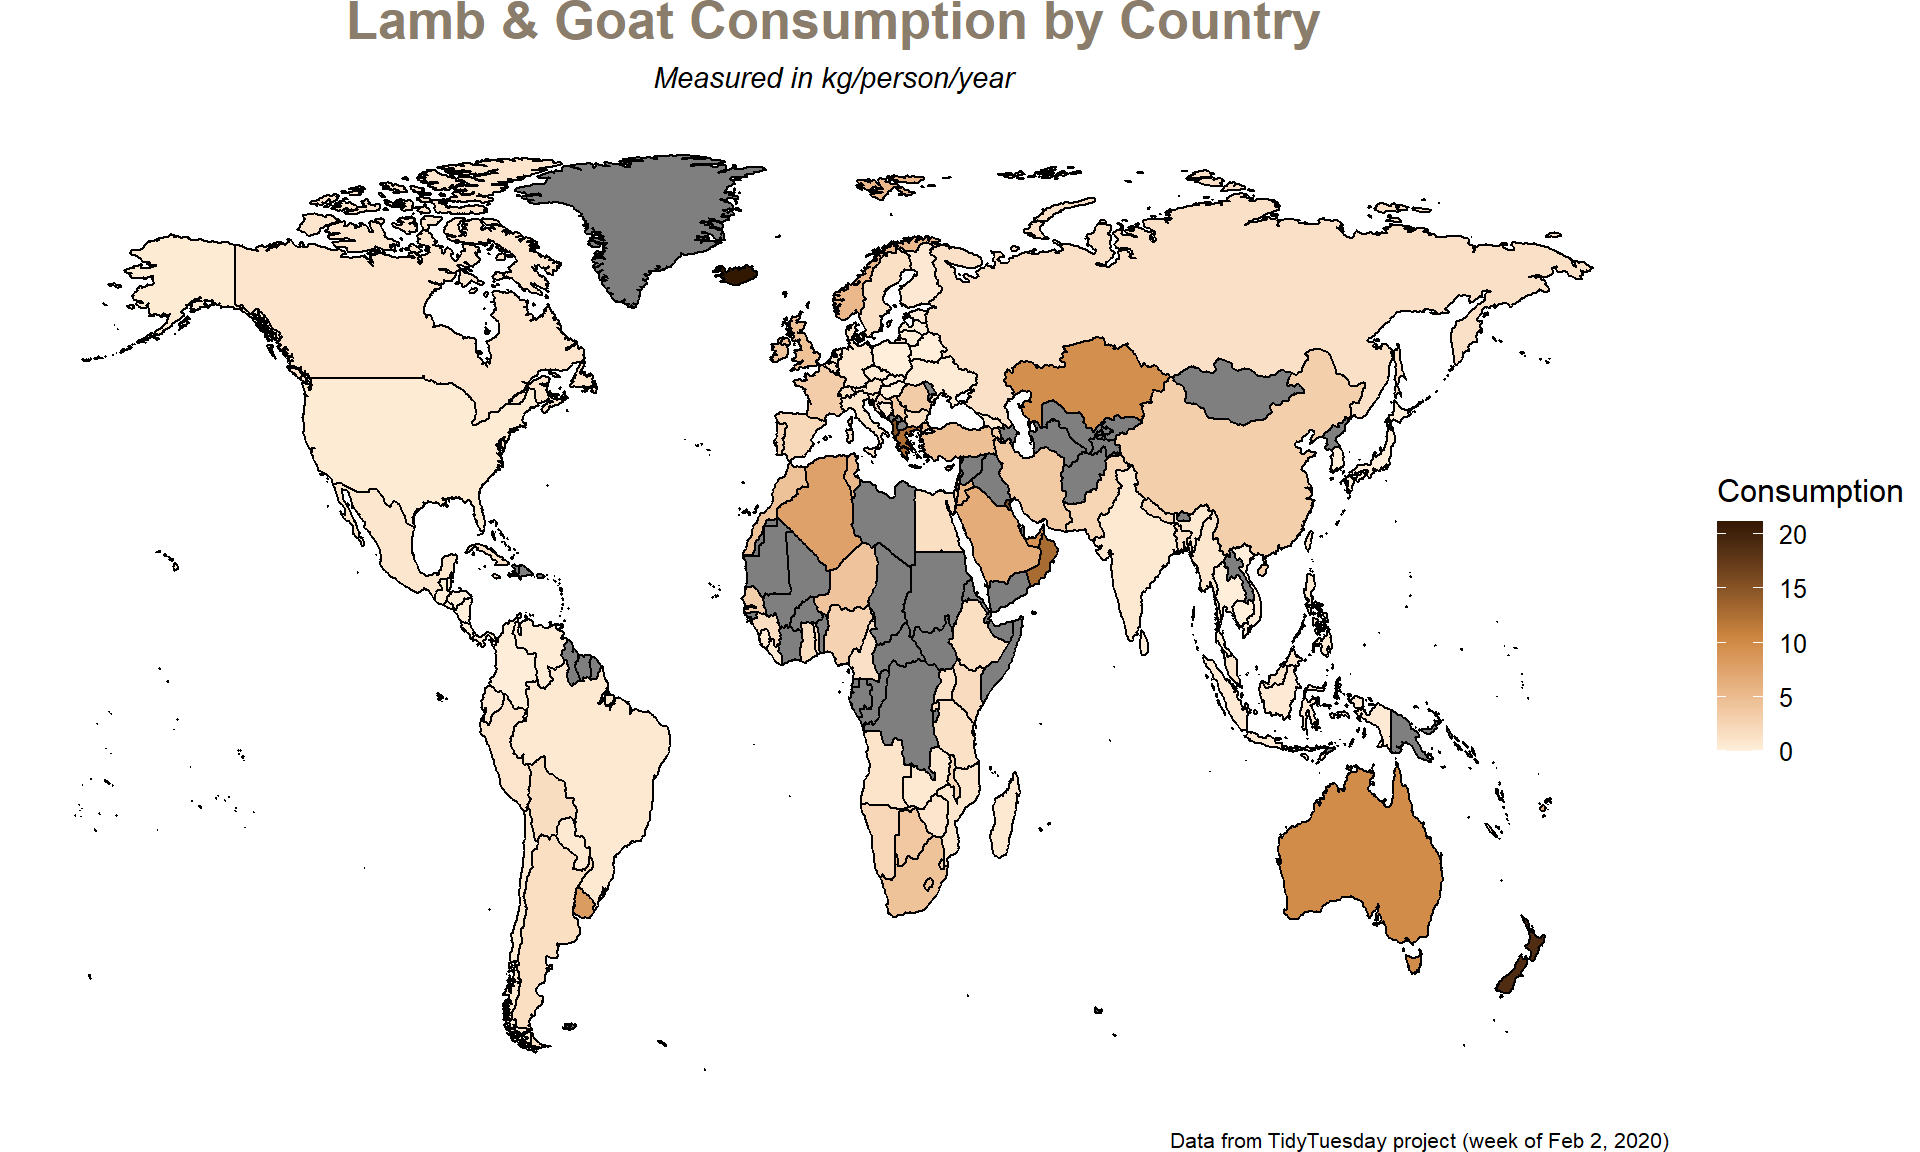 Lamb & Goat Consumption by Country
Measured in kg/person/year
Consumption
20
15
10
5
0
Data from TidyTuesday project (week of Feb 2, 2020)